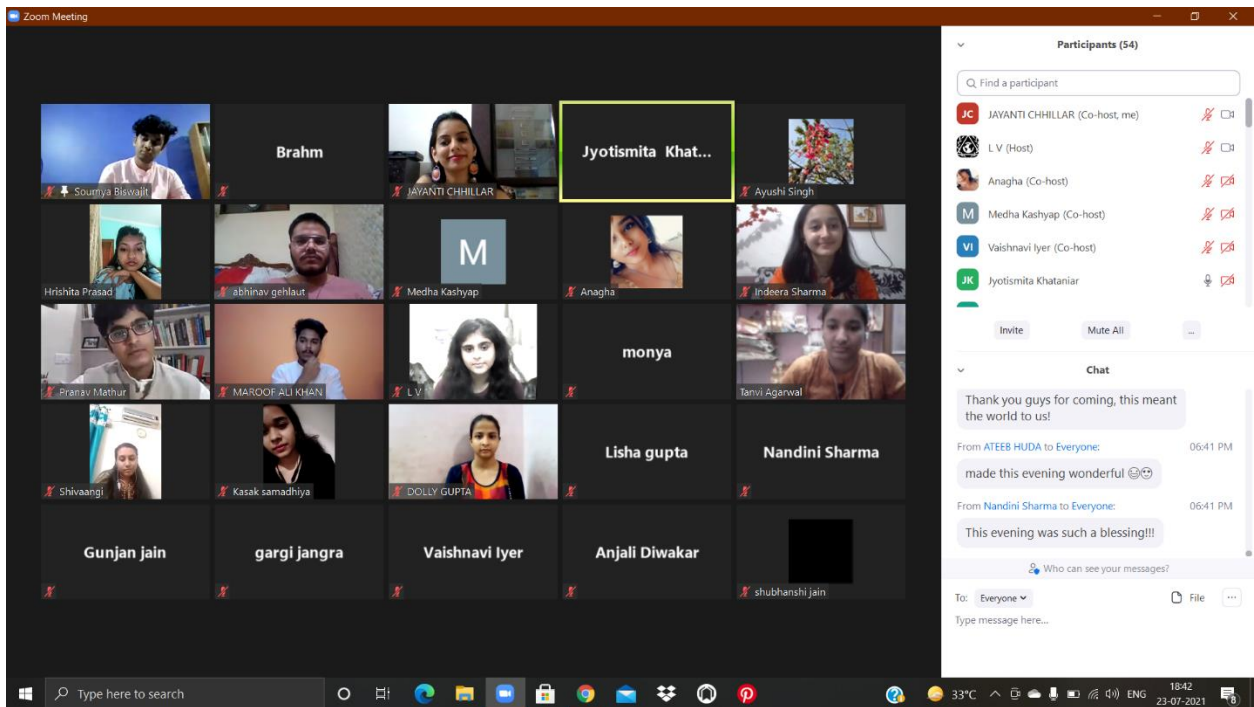 Zoom Meeting
Soumya Biswajit
Brahm
JAYANTI CHHILLAR
Jyotismita Khat...
Ayushi Singh
Hrishita Prasad
abhinav gehlaut
M
Medha Kashyap
Anagha
Indeera Sharma
Pranav Mathur
MAROOF ALI KHAN
L V
monya
Tanvi Agarwal
Shivaangi
Kasak samadhiya
DOLLY GUPTA
Lisha gupta
Nandini Sharma
Gunjan jain
gargi jangra
Vaishnavi Iyer
Anjali Diwakar
shubhanshi jain
Participants (54)
Find a participant
JC JAYANTI CHHILLAR (Co-host, me)
L V (Host)
Anagha (Co-host)
M Medha Kashyap (Co-host)
VI Vaishnavi Iyer (Co-host)
JK Jyotismita Khataniar
Invite Mute All ...
Chat
Thank you guys for coming, this meant
the world to us!
From ATEEB HUDA to Everyone: 06:41 PM
made this evening wonderful
From Nandini Sharma to Everyone: 06:41 PM
This evening was such a blessing!!!
Who can see your messages?
To: Everyone File ...
Type message here...
Type here to search
33°C ENG 18:42
23-07-2021
8